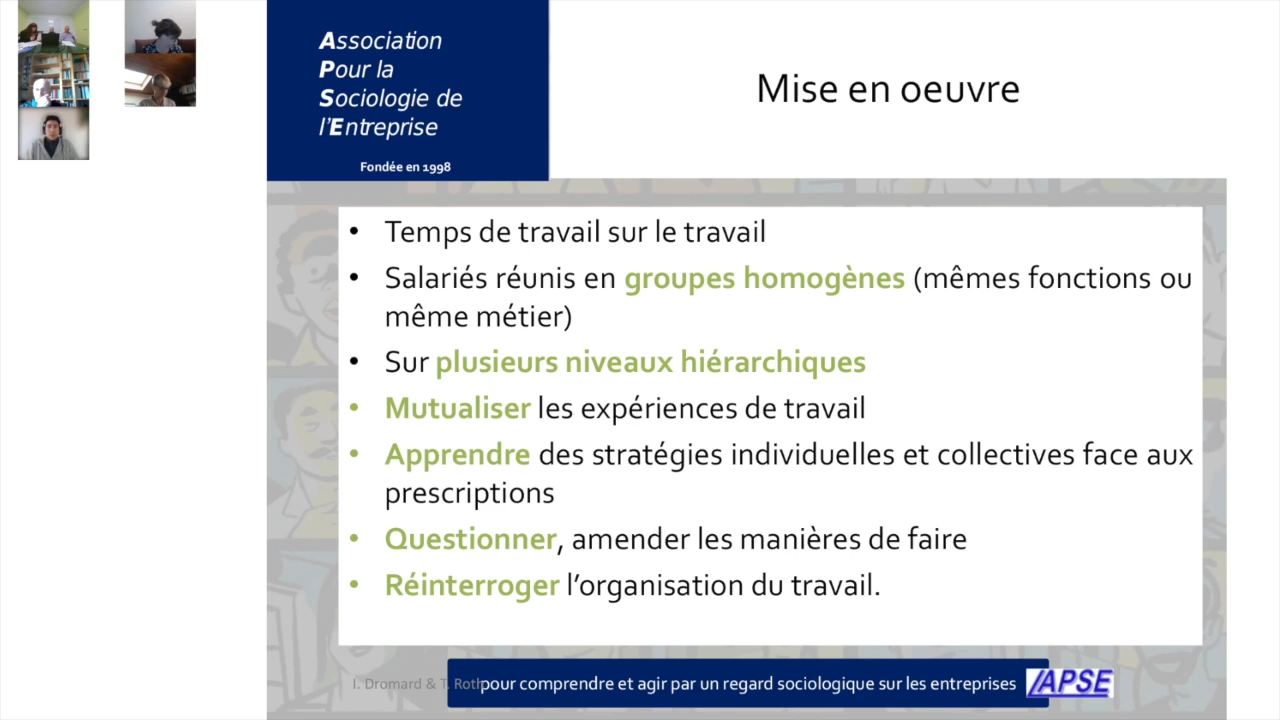 Association
Pour la
Sociologie de
l'Entreprise
Fondée en 1998
Mise en oeuvre
• Temps de travail sur le travail
• Salariés réunis en groupes homogènes (mêmes fonctions ou
même métier)
• Sur plusieurs niveaux hiérarchiques
• Mutualiser les expériences de travail
• Apprendre des stratégies individuelles et collectives face aux
prescriptions
• Questionner, amender les manières de faire
• Réinterroger l'organisation du travail.
I. Dromard & T. Roth
pour comprendre et agir par un regard sociologique sur les entreprises
APSE